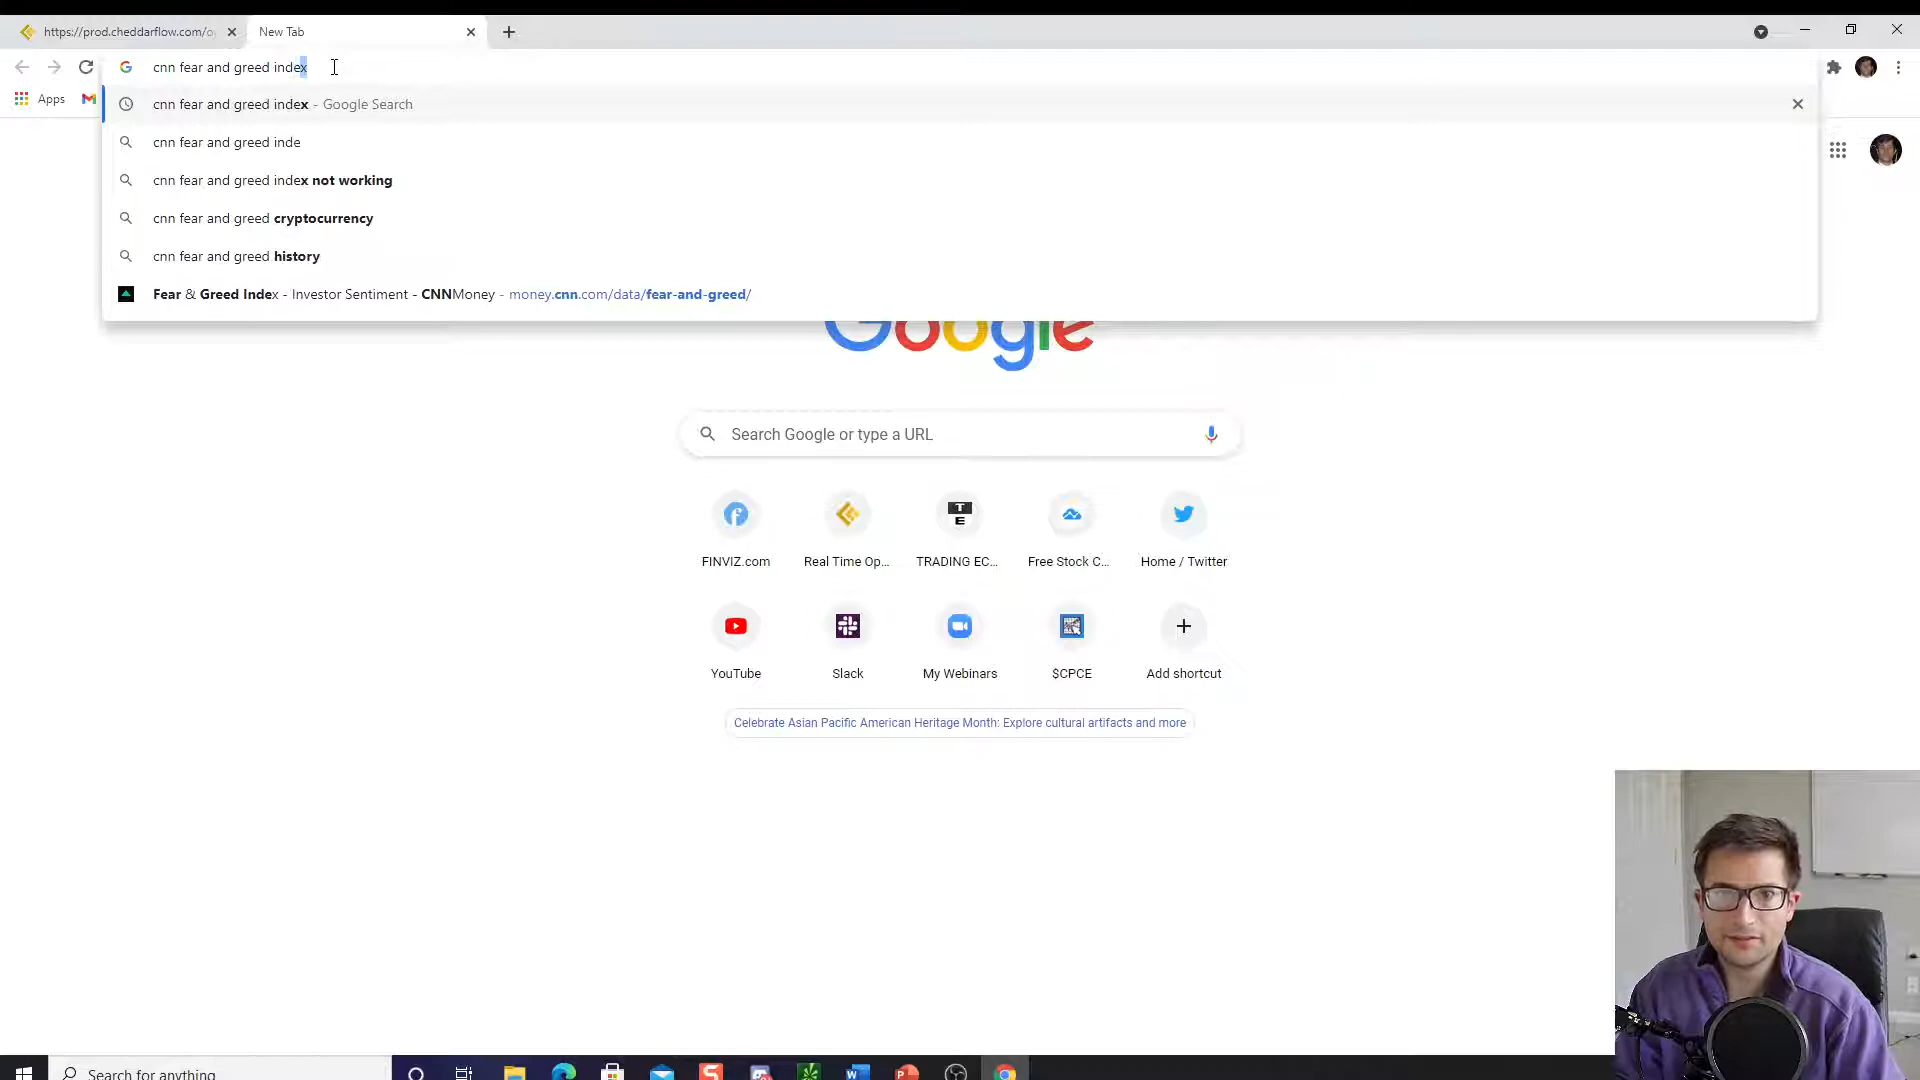 https://prod.cheddarflow.com/o
New Tab
cnn fear and greed index
Apps
cnn fear and greed index - Google Search
cnn fear and greed inde
cnn fear and greed index not working
cnn fear and greed cryptocurrency
cnn fear and greed history
Fear & Greed Index - Investor Sentiment - CNNMoney - money.cnn.com/data/fear-and-greed/
Google
Search Google or type a URL
FINVIZ.com
Real Time Op...
TRADING EC...
Free Stock C...
Home / Twitter
YouTube
Slack
My Webinars
$CPCE
Add shortcut
Celebrate Asian Pacific American Heritage Month: Explore cultural artifacts and more
Search for anything